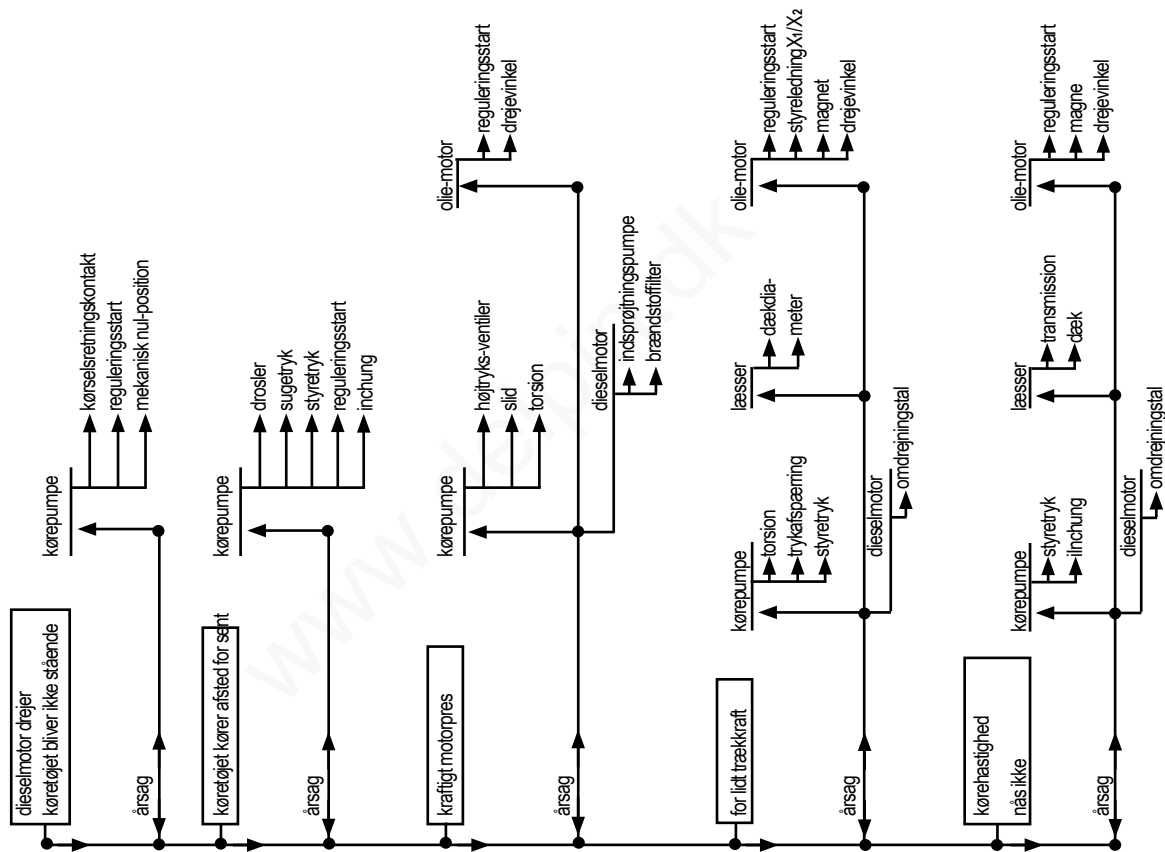 dieselmotor drejer
køretøjet bliver ikke stående
årsag
kørepumpe
kørselsretningskontakt
reguleringsstart
mekanisk nul-position
køretøjet kører afsted for sent
årsag
kørepumpe
drosler
sugetryk
styretryk
reguleringsstart
inchung
kraftigt motorpres
årsag
kørepumpe
højtryks-ventiler
slid
torsion
dieselmotor
indsprøjtningspumpe
brændstoffilter
olie-motor
reguleringsstart
drejevinkel
for lidt trækkraft
årsag
kørepumpe
torsion
trykafspærring
styretryk
dieselmotor
omdrejningstal
læsser
dækdia-
meter
olie-motor
reguleringsstart
styreledning X1/X2
magnet
drejevinkel
kørehastighed
nås ikke
årsag
kørepumpe
styretryk
ilnchung
dieselmotor
omdrejningstal
læsser
transmission
dæk
olie-motor
reguleringsstart
magne
drejevinkel